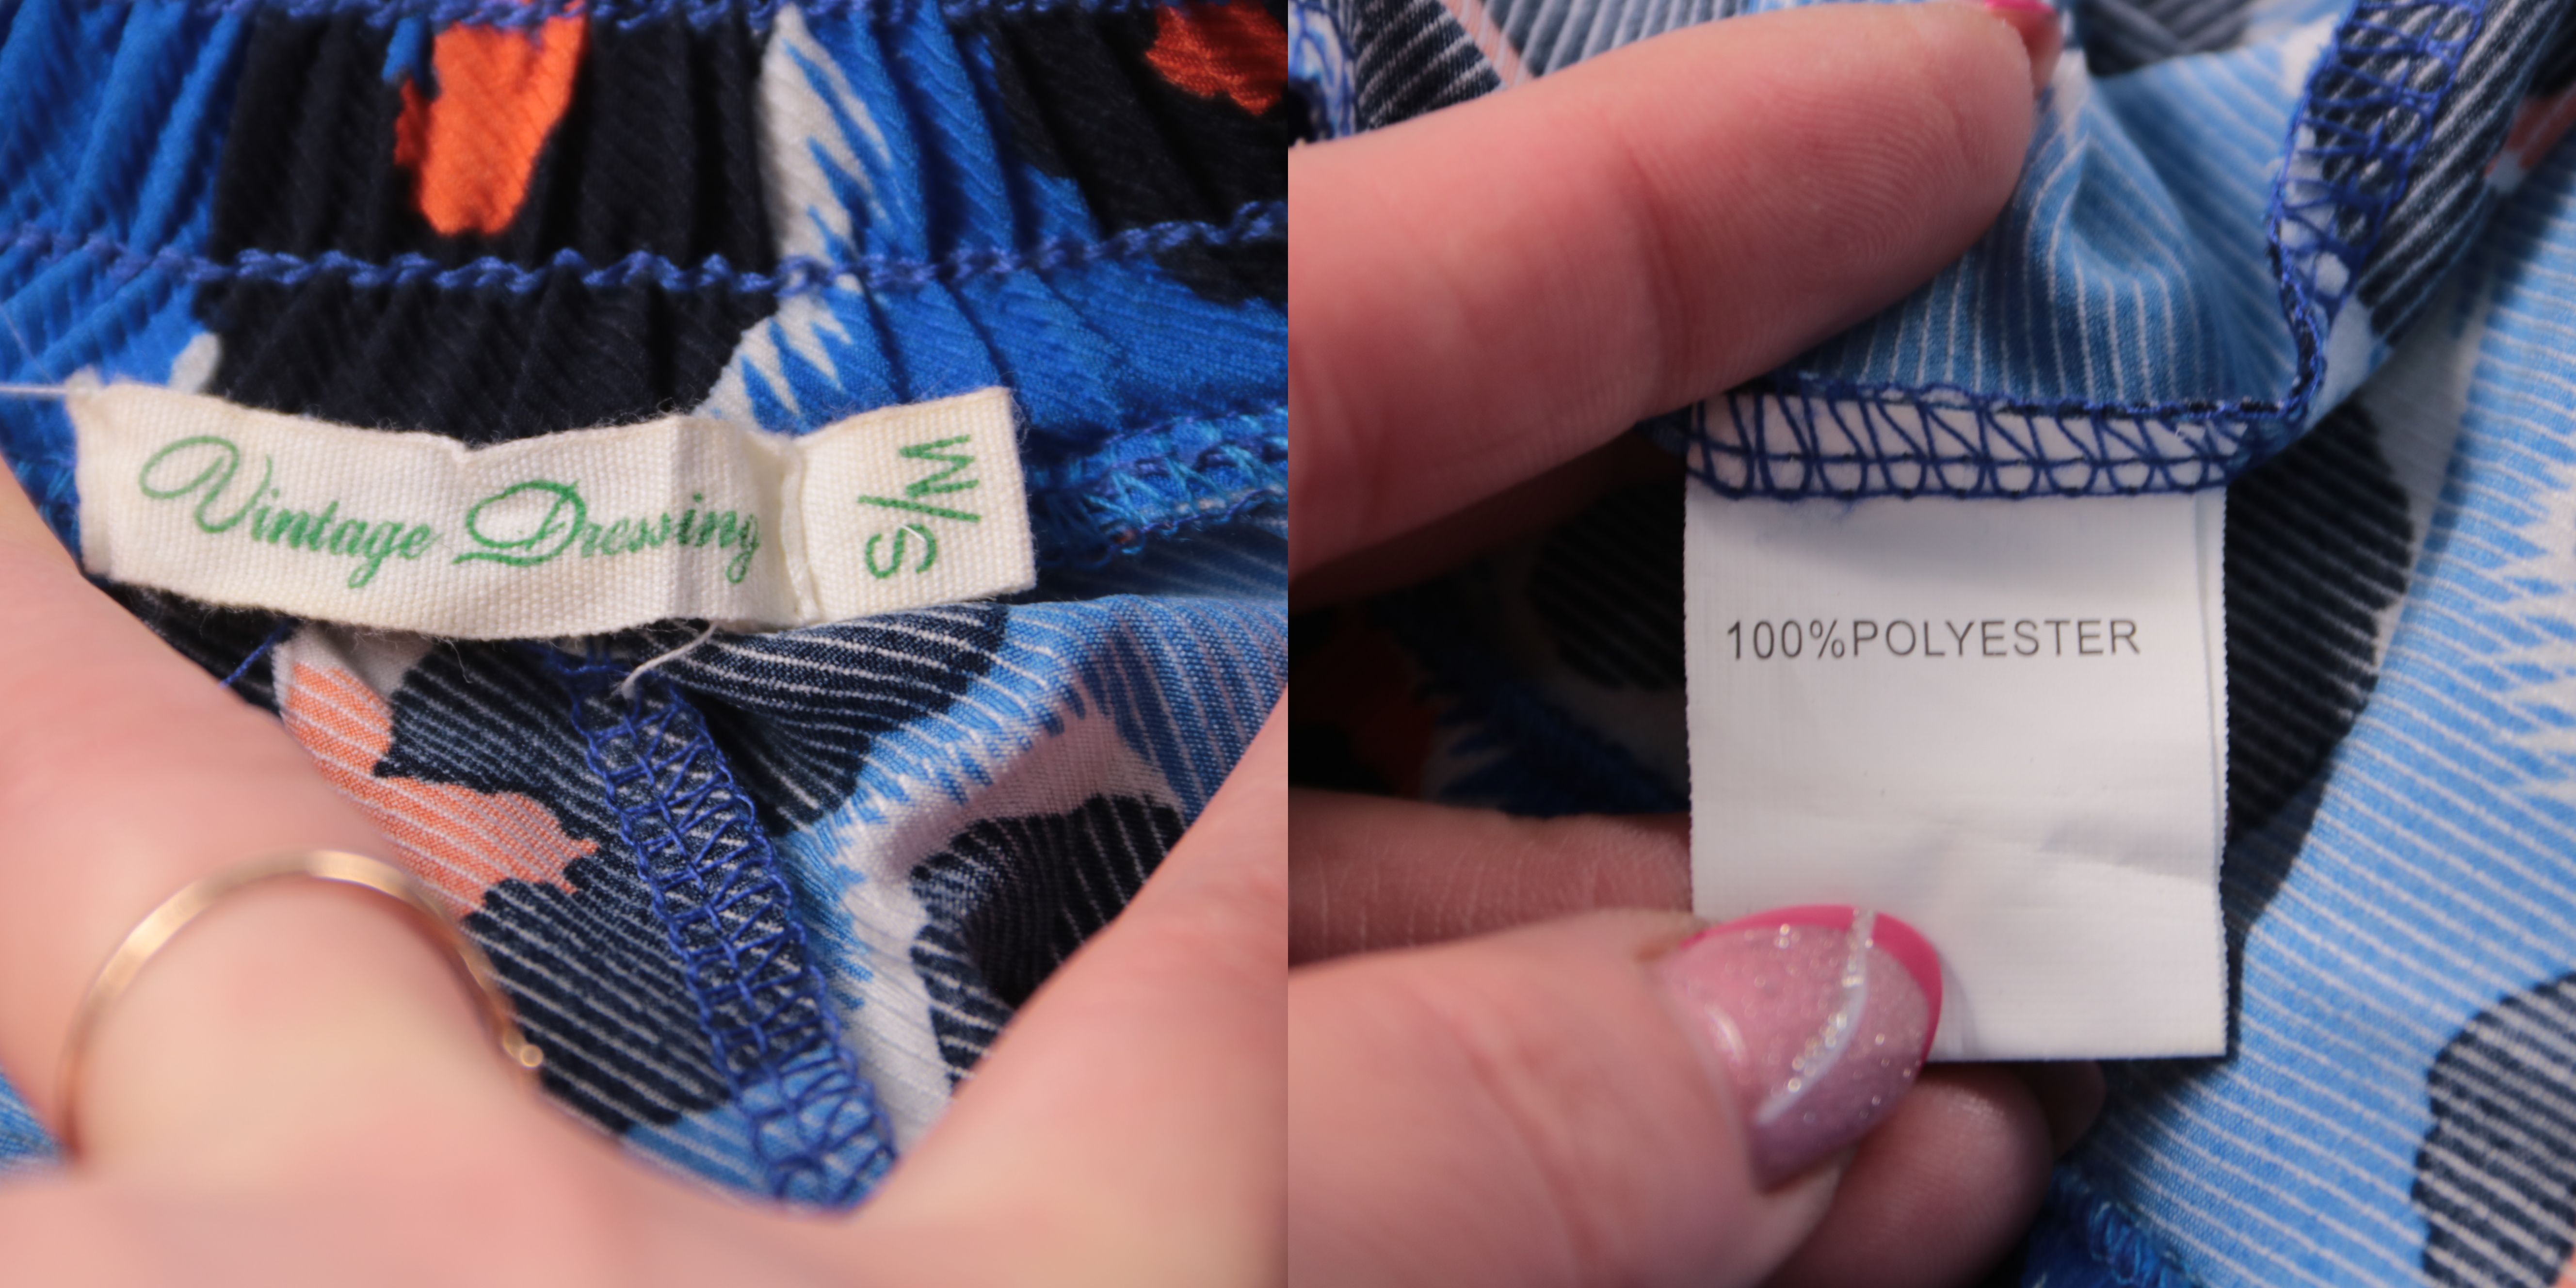 Vintage Dressing
S/M
100%POLYESTER